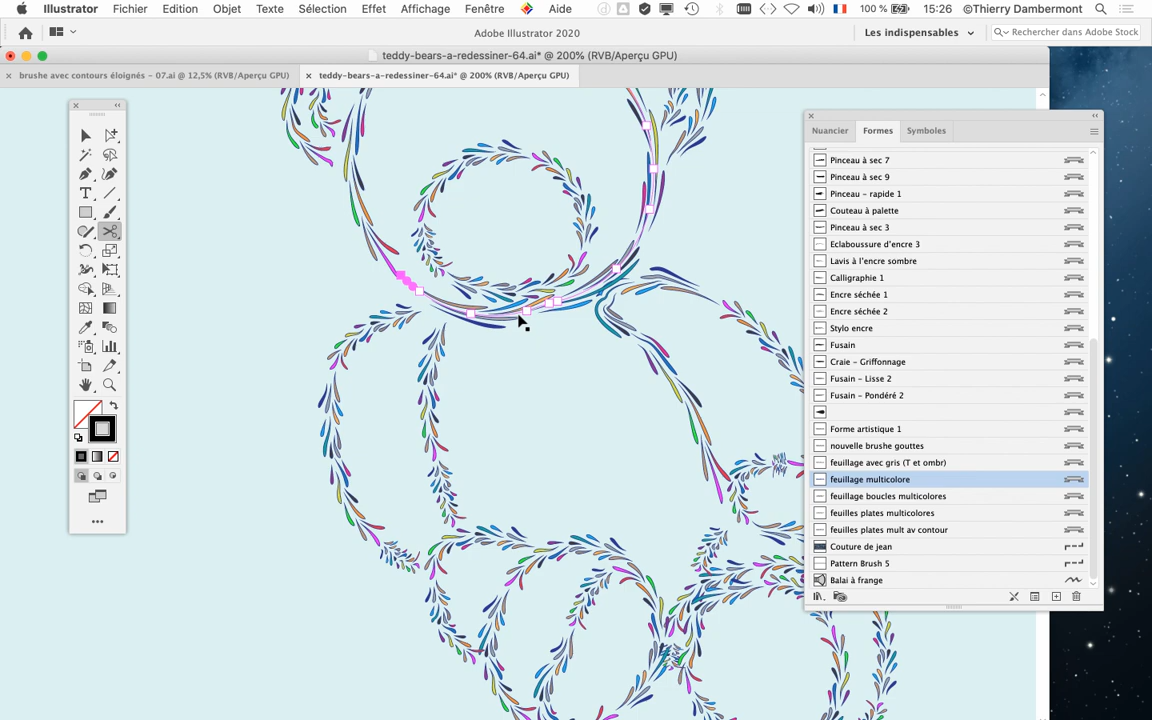 Illustrator Fichier Edition Objet Texte Sélection Effet Affichage Fenêtre Aide 100 % 15:26 ©Thierry Dambermont
Adobe Illustrator 2020 Les indispensables Rechercher dans Adobe Stock
teddy-bears-a-redessiner-64.ai* @ 200% (RVB/Aperçu GPU)
brushe avec contours éloignés - 07.ai @ 12,5% (RVB/Aperçu GPU) teddy-bears-a-redessiner-64.ai* @ 200% (RVB/Aperçu GPU)
Nuancier Formes Symboles
Pinceau à sec 7
Pinceau à sec 9
Pinceau - rapide 1
Couteau à palette
Pinceau à sec 3
Eclaboussure d'encre 3
Lavis à l'encre sombre
Calligraphie 1
Encre séchée 1
Encre séchée 2
Stylo encre
Fusain
Craie - Griffonnage
Fusain - Lisse 2
Fusain - Pondéré 2
Forme artistique 1
nouvelle brushe gouttes
feuillage avec gris (T et ombr)
feuillage multicolore
feuillage boucles multicolores
feuilles plates multicolores
feuilles plates mult av contour
Couture de jean
Pattern Brush 5
Balai à frange